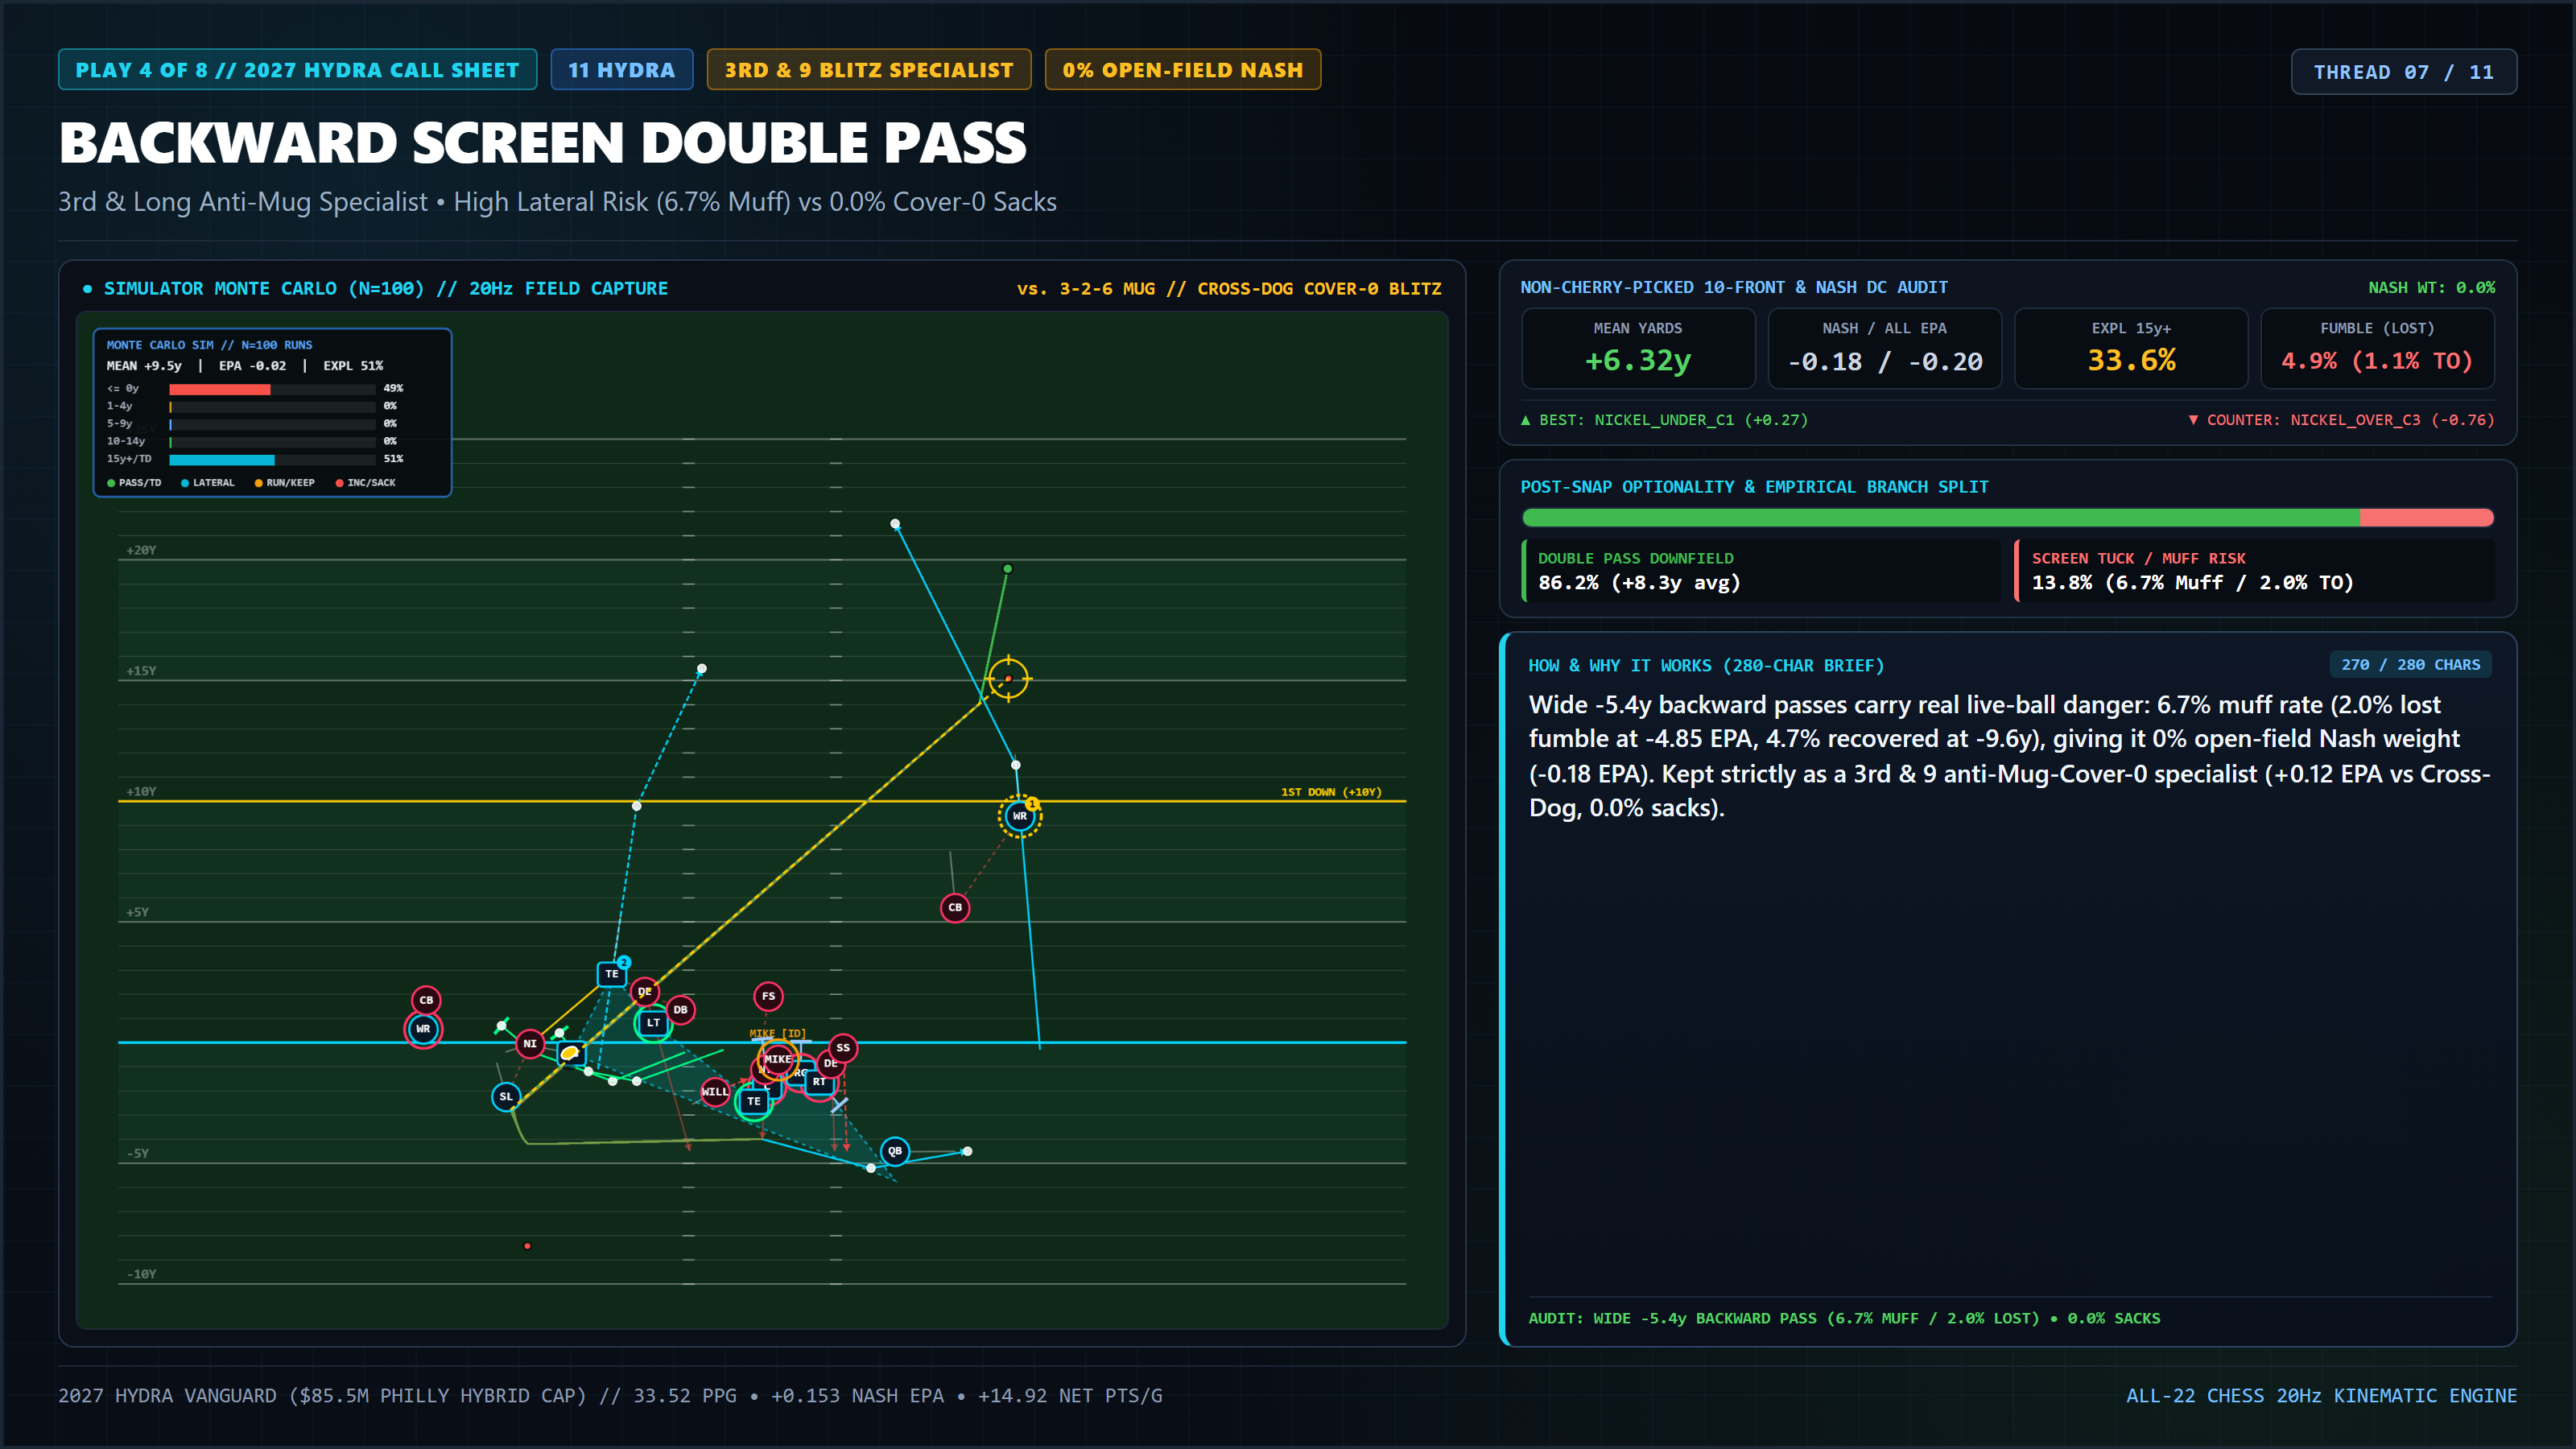 PLAY 4 OF 8 // 2027 HYDRA CALL SHEET
11 HYDRA
3RD & 9 BLITZ SPECIALIST
0% OPEN-FIELD NASH
THREAD 07 / 11
BACKWARD SCREEN DOUBLE PASS
3rd & Long Anti-Mug Specialist • High Lateral Risk (6.7% Muff) vs 0.0% Cover-0 Sacks
SIMULATOR MONTE CARLO (N=100) // 20Hz FIELD CAPTURE
vs. 3-2-6 MUG // CROSS-DOG COVER-0 BLITZ
MONTE CARLO SIM // N=100 RUNS
MEAN +9.5y | EPA -0.02 | EXPL 51%
<= 0y 49%
1-4y 0%
5-9y 0%
10-14y 0%
15y+/TD 51%
PASS/TD LATERAL RUN/KEEP INC/SACK
+20Y
+15Y
+10Y
1ST DOWN (+10Y)
1
WR
+5Y
CB
TE
2
DE
DB
FS
CB
WR
LT
NI
MIKE [ID]
MIKE
SS
DE
RG
RT
WILL
TE
SL
QB
-5Y
-10Y
NON-CHERRY-PICKED 10-FRONT & NASH DC AUDIT
NASH WT: 0.0%
MEAN YARDS
+6.32y
NASH / ALL EPA
-0.18 / -0.20
EXPL 15y+
33.6%
FUMBLE (LOST)
4.9% (1.1% TO)
▲ BEST: NICKEL_UNDER_C1 (+0.27)
▼ COUNTER: NICKEL_OVER_C3 (-0.76)
POST-SNAP OPTIONALITY & EMPIRICAL BRANCH SPLIT
DOUBLE PASS DOWNFIELD
86.2% (+8.3y avg)
SCREEN TUCK / MUFF RISK
13.8% (6.7% Muff / 2.0% TO)
HOW & WHY IT WORKS (280-CHAR BRIEF)
270 / 280 CHARS
Wide -5.4y backward passes carry real live-ball danger: 6.7% muff rate (2.0% lost
fumble at -4.85 EPA, 4.7% recovered at -9.6y), giving it 0% open-field Nash weight
(-0.18 EPA). Kept strictly as a 3rd & 9 anti-Mug-Cover-0 specialist (+0.12 EPA vs Cross-
Dog, 0.0% sacks).
AUDIT: WIDE -5.4y BACKWARD PASS (6.7% MUFF / 2.0% LOST) • 0.0% SACKS
2027 HYDRA VANGUARD ($85.5M PHILLY HYBRID CAP) // 33.52 PPG • +0.153 NASH EPA • +14.92 NET PTS/G
ALL-22 CHESS 20Hz KINEMATIC ENGINE